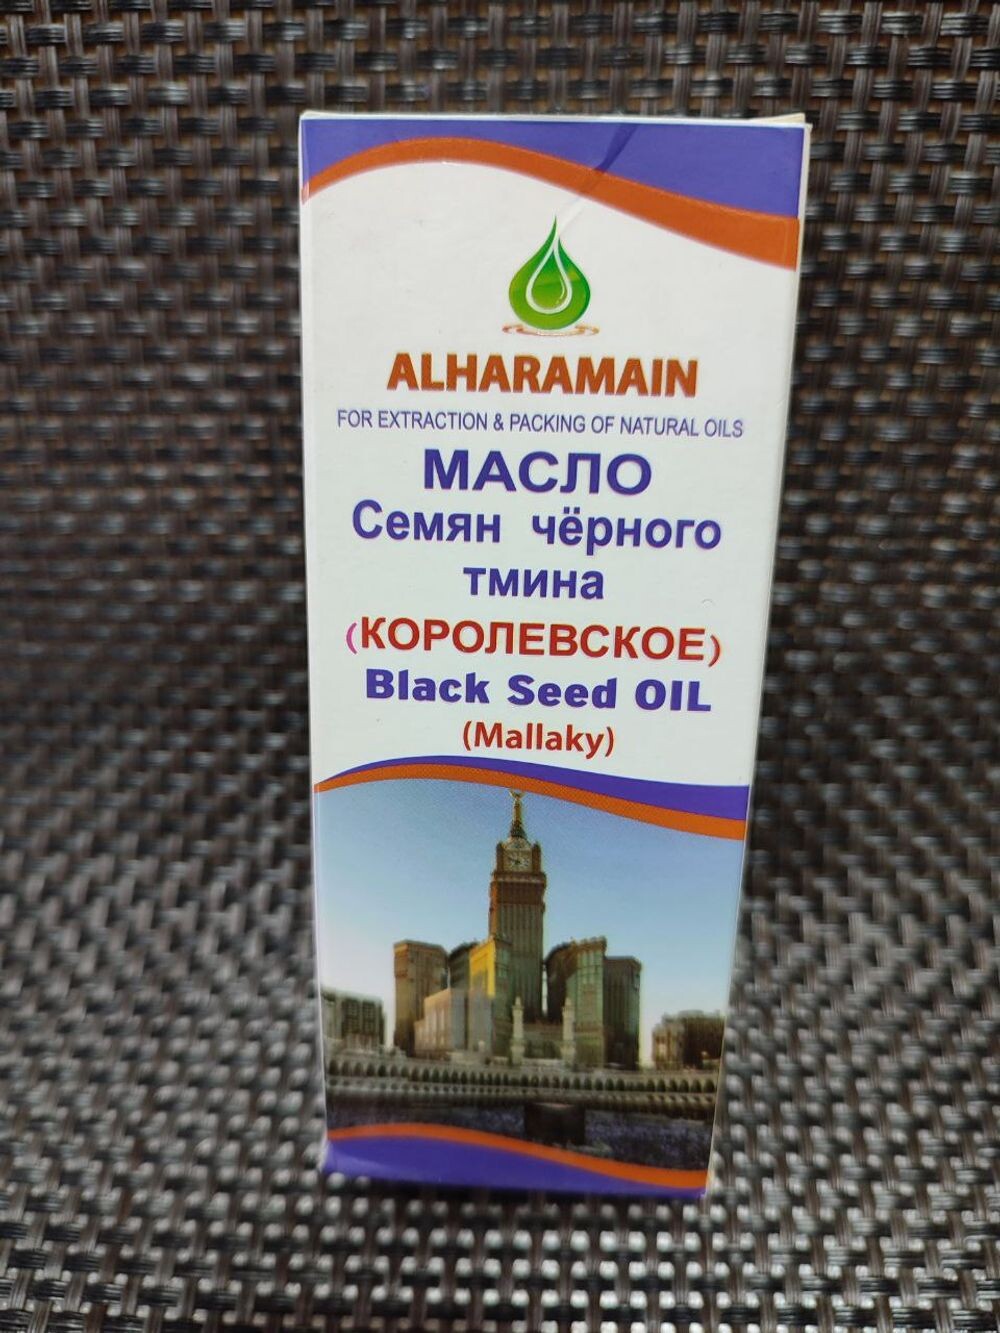 ALHARAMAIN
FOR EXTRACTION & PACKING OF NATURAL OILS
МАСЛО
Семян чёрного
тмина
(КОРОЛЕВСКОЕ)
Black Seed OIL
(Mallaky)